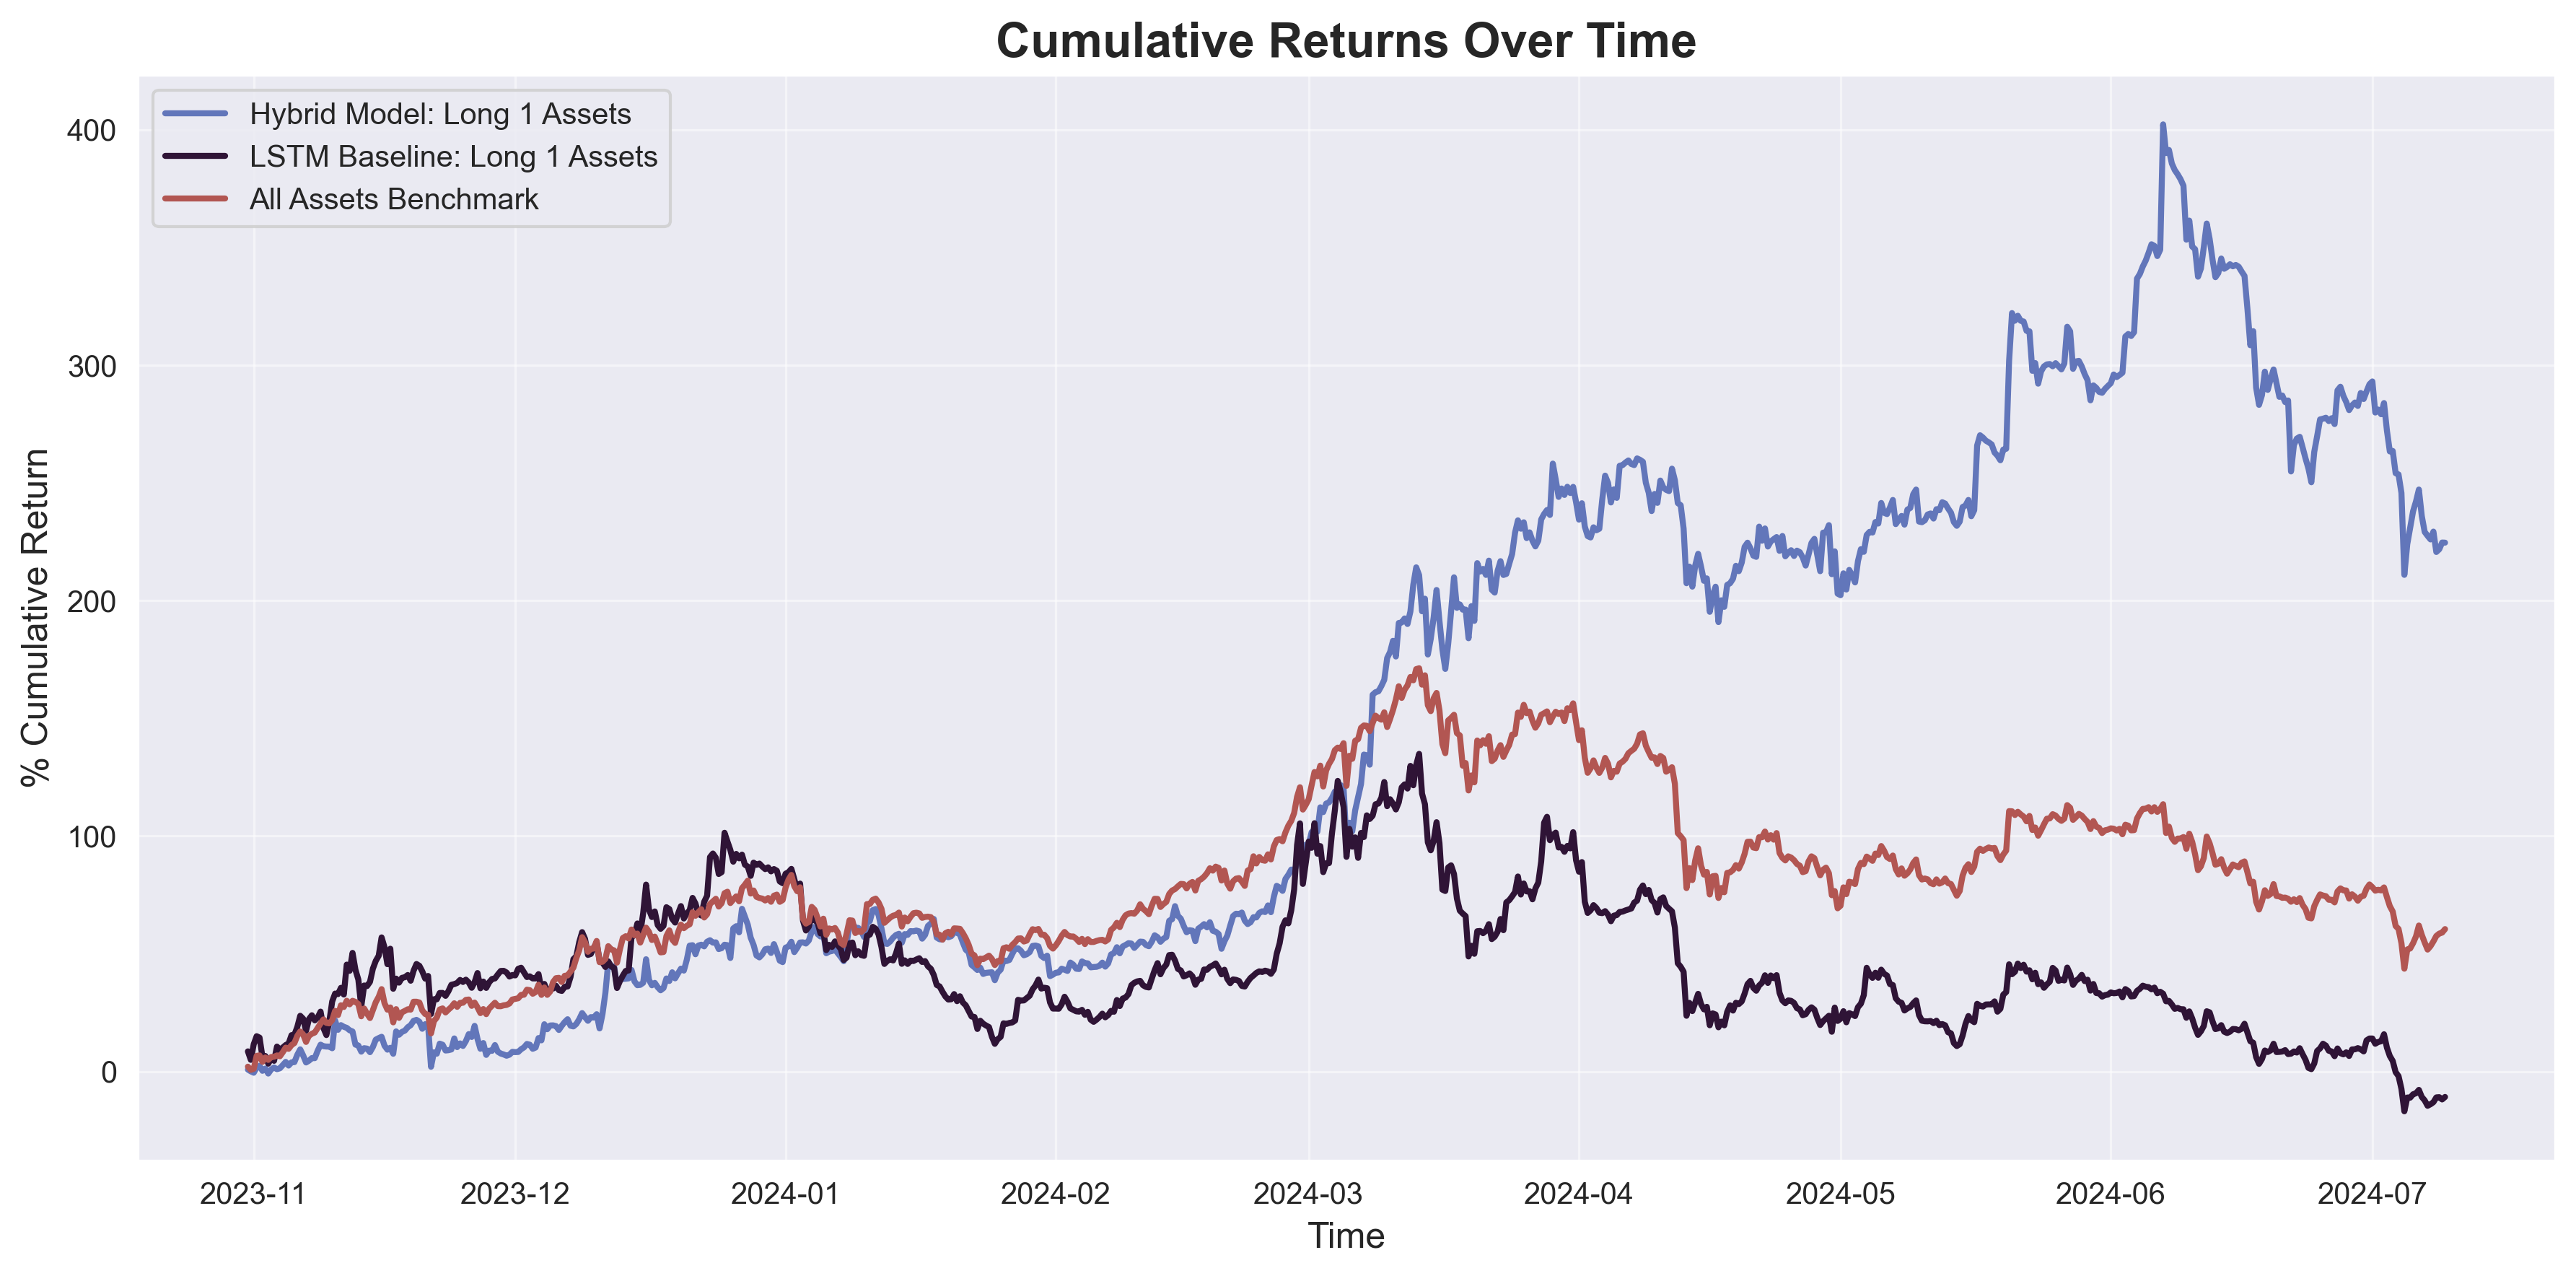 Cumulative Returns Over Time
Hybrid Model: Long 1 Assets
LSTM Baseline: Long 1 Assets
All Assets Benchmark
400
300
200
100
0
% Cumulative Return
2023-11
2023-12
2024-01
2024-02
2024-03
2024-04
2024-05
2024-06
2024-07
Time